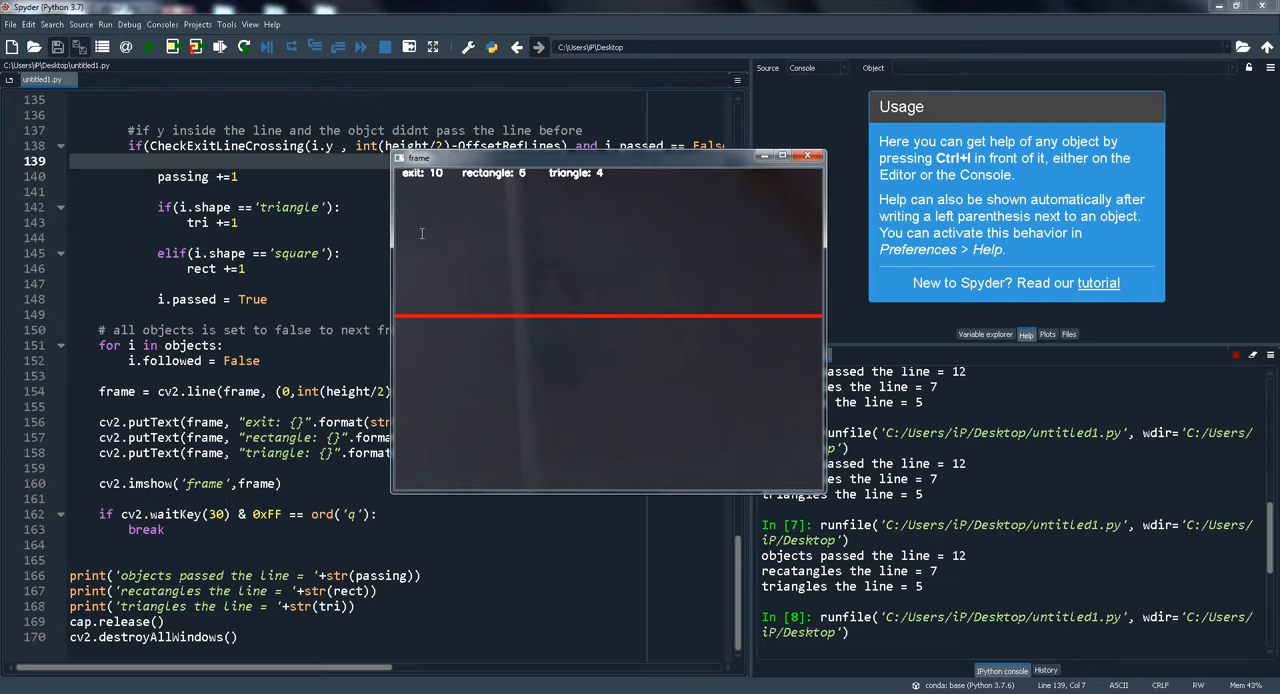 Spyder (Python 3.7)
File Edit Search Source Run Debug Consoles Projects Tools View Help
C:\Users\iP\Desktop
C:\Users\iP\Desktop\untitled1.py
untitled1.py
Source Console Object
Usage
Here you can get help of any object by
pressing Ctrl+I in front of it, either on the
Editor or the Console.
Help can also be shown automatically after
writing a left parenthesis next to an object.
You can activate this behavior in
Preferences > Help.
New to Spyder? Read our tutorial
Variable explorer Help Plots Files
135
136
137 #if y inside the line and the objct didnt pass the line before
138 if(CheckExitLineCrossing(i.y , int(height/2)-OffsetRefLines) and i.passed == False
139
140 passing +=1
141
142 if(i.shape =='triangle'):
143 tri +=1
144
145 elif(i.shape =='square'):
146 rect +=1
147
148 i.passed = True
149
150 # all objects is set to false to next fr
151 for i in objects:
152 i.followed = False
153
154 frame = cv2.line(frame, (0,int(height/2)
155
156 cv2.putText(frame, "exit: {}".format(str
157 cv2.putText(frame, "rectangle: {}".forma
158 cv2.putText(frame, "triangle: {}".format
159
160 cv2.imshow('frame',frame)
161
162 if cv2.waitKey(30) & 0xFF == ord('q'):
163 break
164
165
166 print('objects passed the line = '+str(passing))
167 print('recatangles the line = '+str(rect))
168 print('triangles the line = '+str(tri))
169 cap.release()
170 cv2.destroyAllWindows()
frame
exit: 10 rectangle: 6 triangle: 4
passed the line = 12
es the line = 7
the line = 5
runfile('C:/Users/iP/Desktop/untitled1.py', wdir='C:/Users/
p')
assed the line = 12
es the line = 7
triangles the line = 5
In [7]: runfile('C:/Users/iP/Desktop/untitled1.py', wdir='C:/Users/
iP/Desktop')
objects passed the line = 12
recatangles the line = 7
triangles the line = 5
In [8]: runfile('C:/Users/iP/Desktop/untitled1.py', wdir='C:/Users/
iP/Desktop')
IPython console History
conda: base (Python 3.7.6) Line 139, Col 7 ASCII CRLF RW Mem 43%